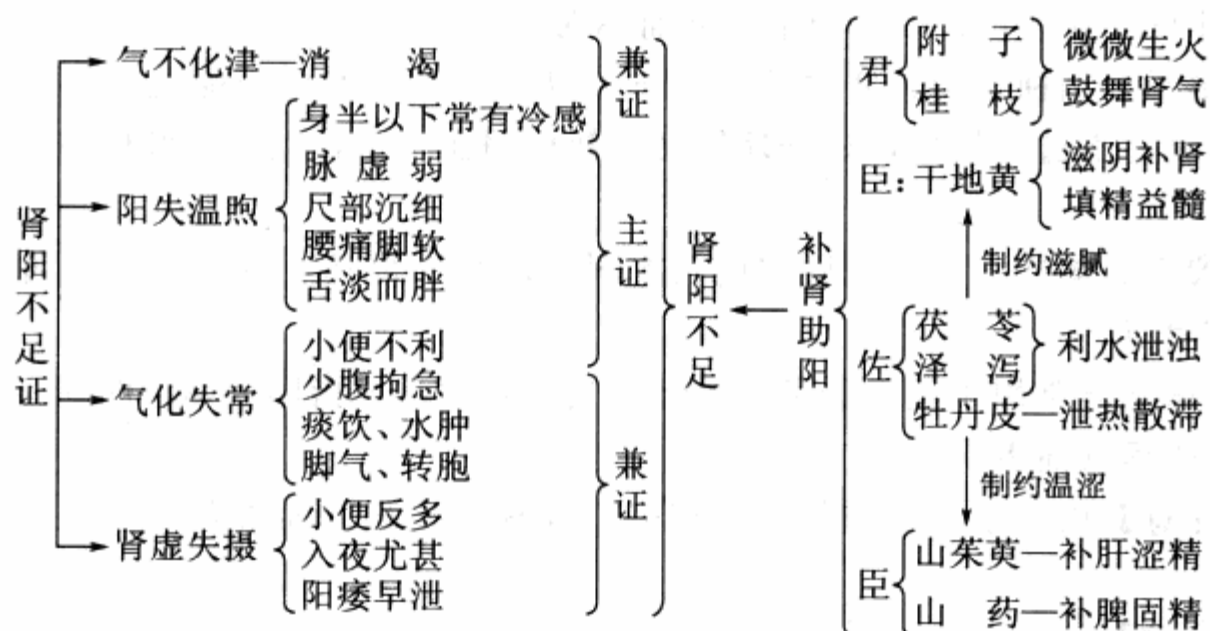 肾阳不足证
气不化津—消 渴
阳失温煦
身半以下常有冷感
脉虚弱
尺部沉细
腰痛脚软
舌淡而胖
气化失常
小便不利
少腹拘急
痰饮、水肿
脚气、转胞
肾虚失摄
小便反多
入夜尤甚
阳痿早泄
兼证
主证
兼证
肾阳不足
补肾助阳
君
附 子
桂 枝
微微生火
鼓舞肾气
臣:干地黄
滋阴补肾
填精益髓
制约滋腻
佐
茯 苓
泽 泻
利水泄浊
牡丹皮—泄热散滞
制约温涩
臣
山茱萸—补肝涩精
山 药—补脾固精